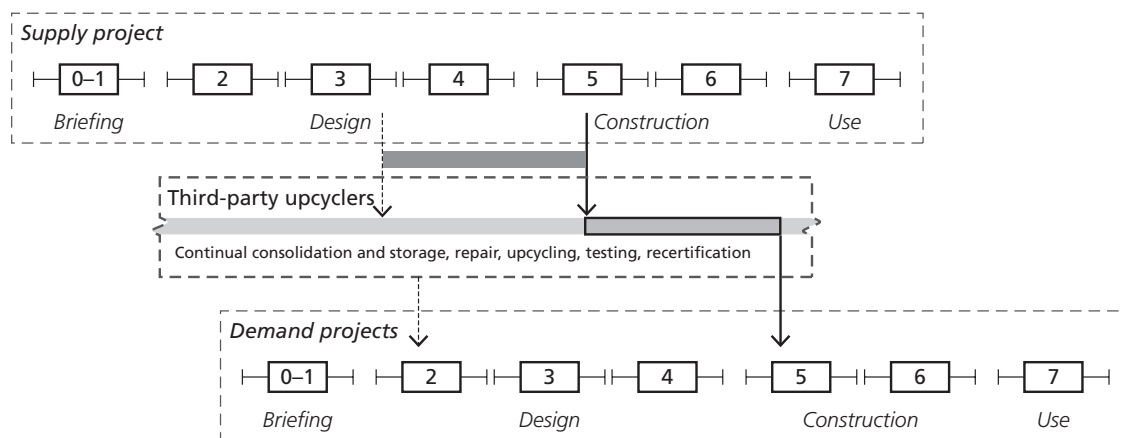 Supply project
0–1 2 3 4 5 6 7
Briefing Design Construction Use
Third-party upcyclers
Continual consolidation and storage, repair, upcycling, testing, recertification
Demand projects
0–1 2 3 4 5 6 7
Briefing Design Construction Use